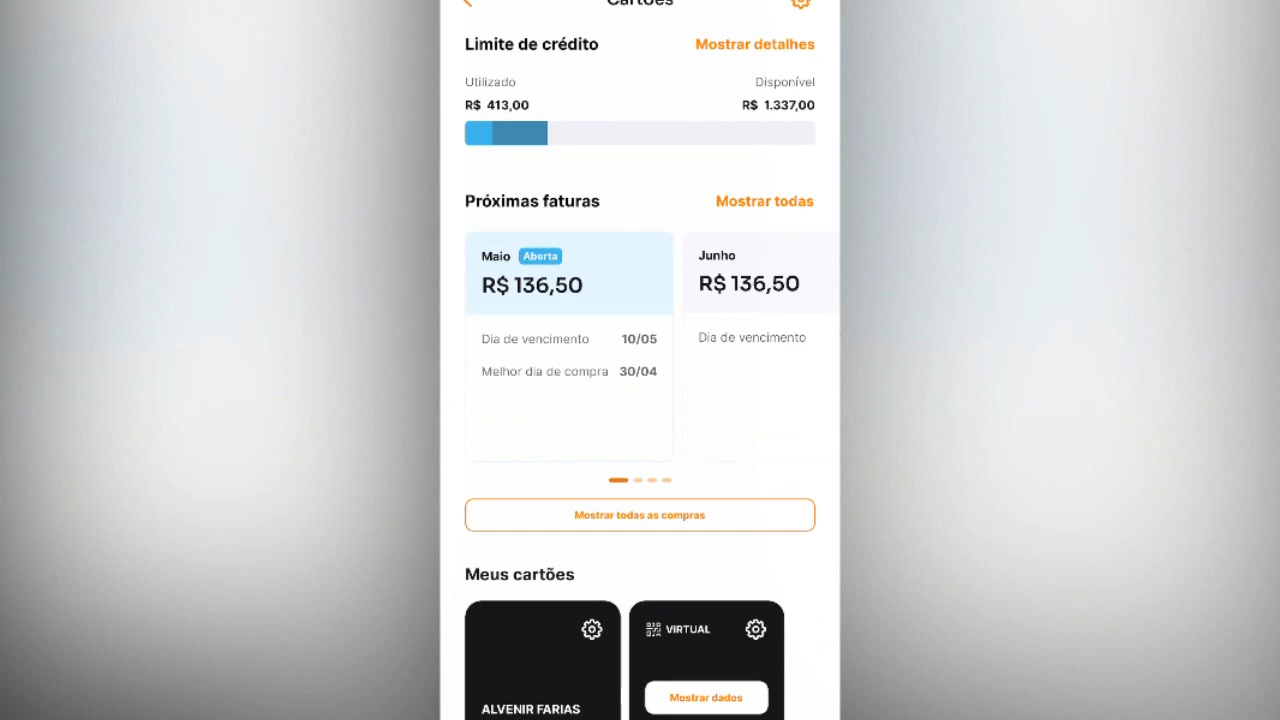 Cartões
Limite de crédito Mostrar detalhes
Utilizado Disponível
R$ 413,00 R$ 1.337,00
Próximas faturas Mostrar todas
Maio Aberta
R$ 136,50
Dia de vencimento 10/05
Melhor dia de compra 30/04
Junho
R$ 136,50
Dia de vencimento
Mostrar todas as compras
Meus cartões
ALVENIR FARIAS
VIRTUAL
Mostrar dados